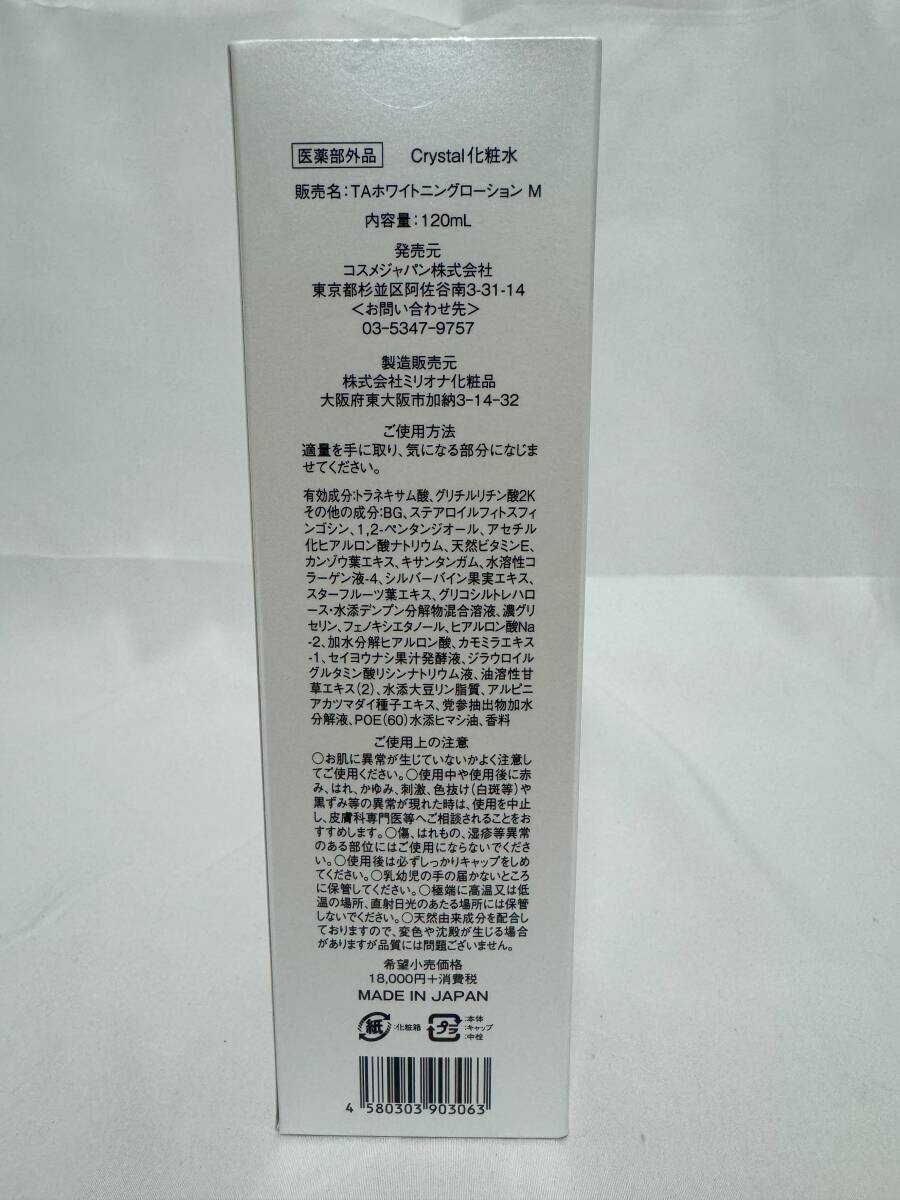 医薬部外品 Crystal化粧水
販売名：TAホワイトニングローション M
内容量：120mL
発売元
コスメジャパン株式会社
東京都杉並区阿佐谷南3-31-14
＜お問い合わせ先＞
03-5347-9757
製造販売元
株式会社ミリオナ化粧品
大阪府東大阪市加納3-14-32
ご使用方法
適量を手に取り、気になる部分になじま
せてください。
有効成分：トラネキサム酸、グリチルリチン酸2K
その他の成分：BG、ステアロイルフィトスフィ
ンゴシン、1,2-ペンタンジオール、アセチル
化ヒアルロン酸ナトリウム、天然ビタミンE、
カンゾウ葉エキス、キサンタンガム、水溶性コ
ラーゲン液-4、シルバーバイン果実エキス、
スターフルーツ葉エキス、グリコシルトレハロ
ース・水添デンプン分解物混合溶液、濃グリ
セリン、フェノキシエタノール、ヒアルロン酸Na
-2、加水分解ヒアルロン酸、カモミラエキス
-1、セイヨウナシ果汁発酵液、ジラウロイル
グルタミン酸リシンナトリウム液、油溶性甘
草エキス（2）、水添大豆リン脂質、アルピニ
アカツマダイ種子エキス、党参抽出物加水
分解液、POE（60）水添ヒマシ油、香料
ご使用上の注意
○お肌に異常が生じていないかよく注意し
てご使用ください。○使用中や使用後に赤
み、はれ、かゆみ、刺激、色抜け（白斑等）や
黒ずみ等の異常が現れた時は、使用を中止
し、皮膚科専門医等へご相談されることをお
すすめします。○傷、はれもの、湿疹等異常
のある部位にはご使用にならないでくださ
い。○使用後は必ずしっかりキャップをしめ
てください。○乳幼児の手の届かないところ
に保管してください。○極端に高温又は低
温の場所、直射日光のあたる場所には保管
しないでください。○天然由来成分を配合し
ておりますので、変色や沈殿が生じる場合
がありますが品質には問題ございません。
希望小売価格
18,000円＋消費税
MADE IN JAPAN
紙 ：化粧箱 プラ ：本体
：キャップ
：中栓
4 580303 903063